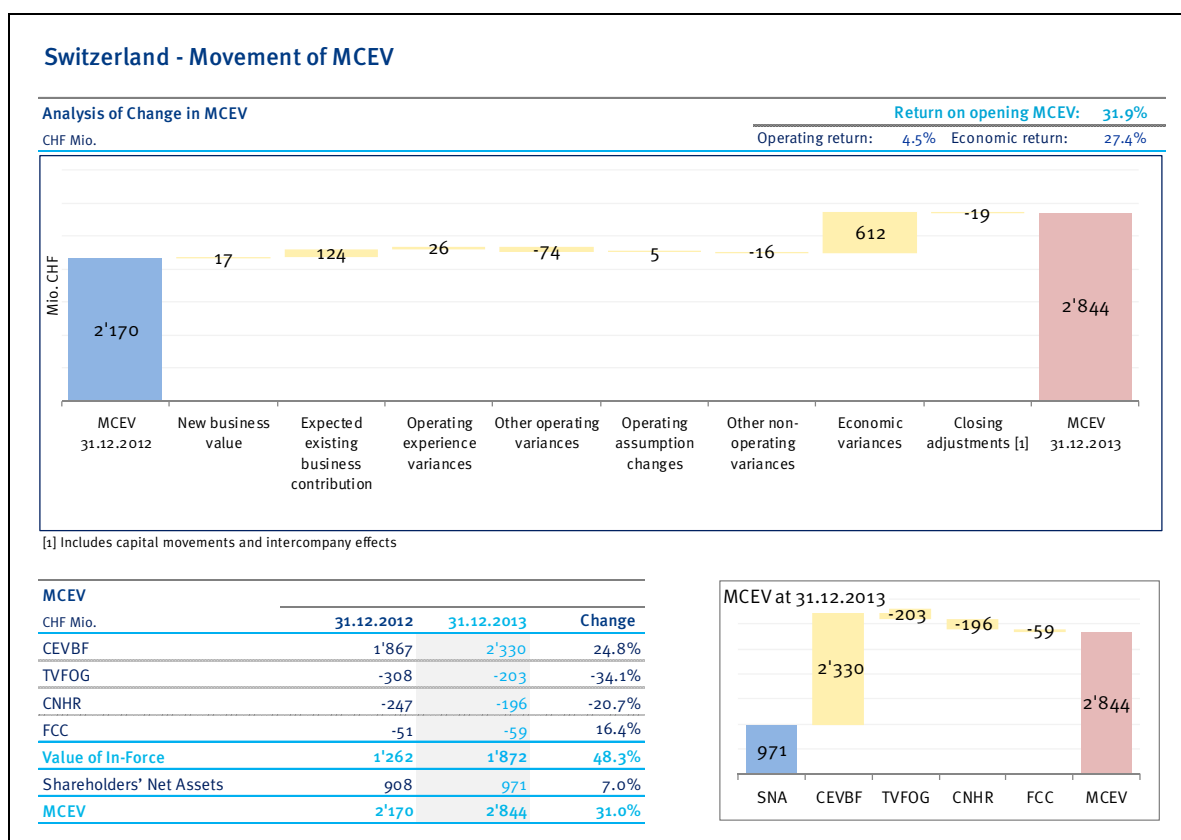 Switzerland - Movement of MCEV
Analysis of Change in MCEV Return on opening MCEV: 31.9%
CHF Mio. Operating return: 4.5% Economic return: 27.4%
Mio. CHF
2'170 17 124 26 -74 5 -16 612 -19 2'844
MCEV New business Expected Operating Other operating Operating Other non- Economic Closing MCEV
31.12.2012 value existing experience variances assumption operating variances adjustments [1] 31.12.2013
business variances changes variances
contribution
[1] Includes capital movements and intercompany effects
MCEV
CHF Mio. 31.12.2012 31.12.2013 Change
CEVBF 1'867 2'330 24.8%
TVFOG -308 -203 -34.1%
CNHR -247 -196 -20.7%
FCC -51 -59 16.4%
Value of In-Force 1'262 1'872 48.3%
Shareholders' Net Assets 908 971 7.0%
MCEV 2'170 2'844 31.0%
MCEV at 31.12.2013
-203
-196 -59
2'330
2'844
971
SNA CEVBF TVFOG CNHR FCC MCEV